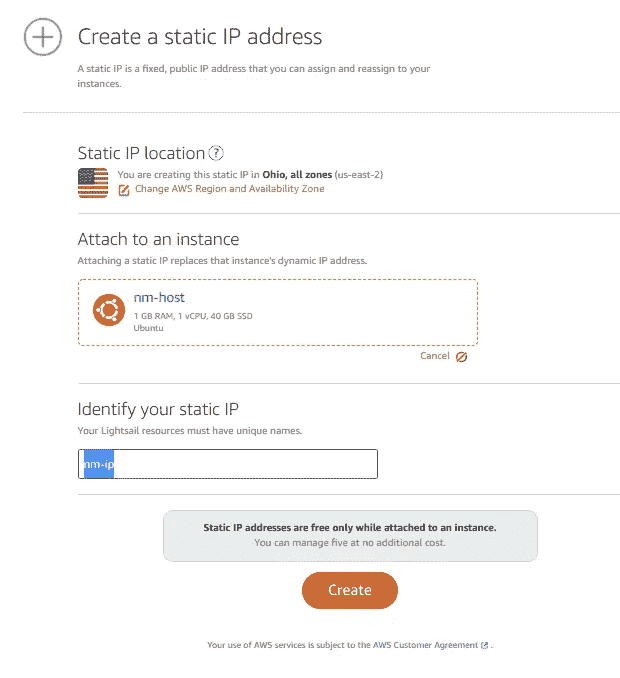 Create a static IP address
A static IP is a fixed, public IP address that you can assign and reassign to your
instances.
Static IP location ?
You are creating this static IP in Ohio, all zones (us-east-2)
Change AWS Region and Availability Zone
Attach to an instance
Attaching a static IP replaces that instance's dynamic IP address.
nm-host
1 GB RAM, 1 vCPU, 40 GB SSD
Ubuntu
Cancel
Identify your static IP
Your Lightsail resources must have unique names.
nm-ip
Static IP addresses are free only while attached to an instance.
You can manage five at no additional cost.
Create
Your use of AWS services is subject to the AWS Customer Agreement .